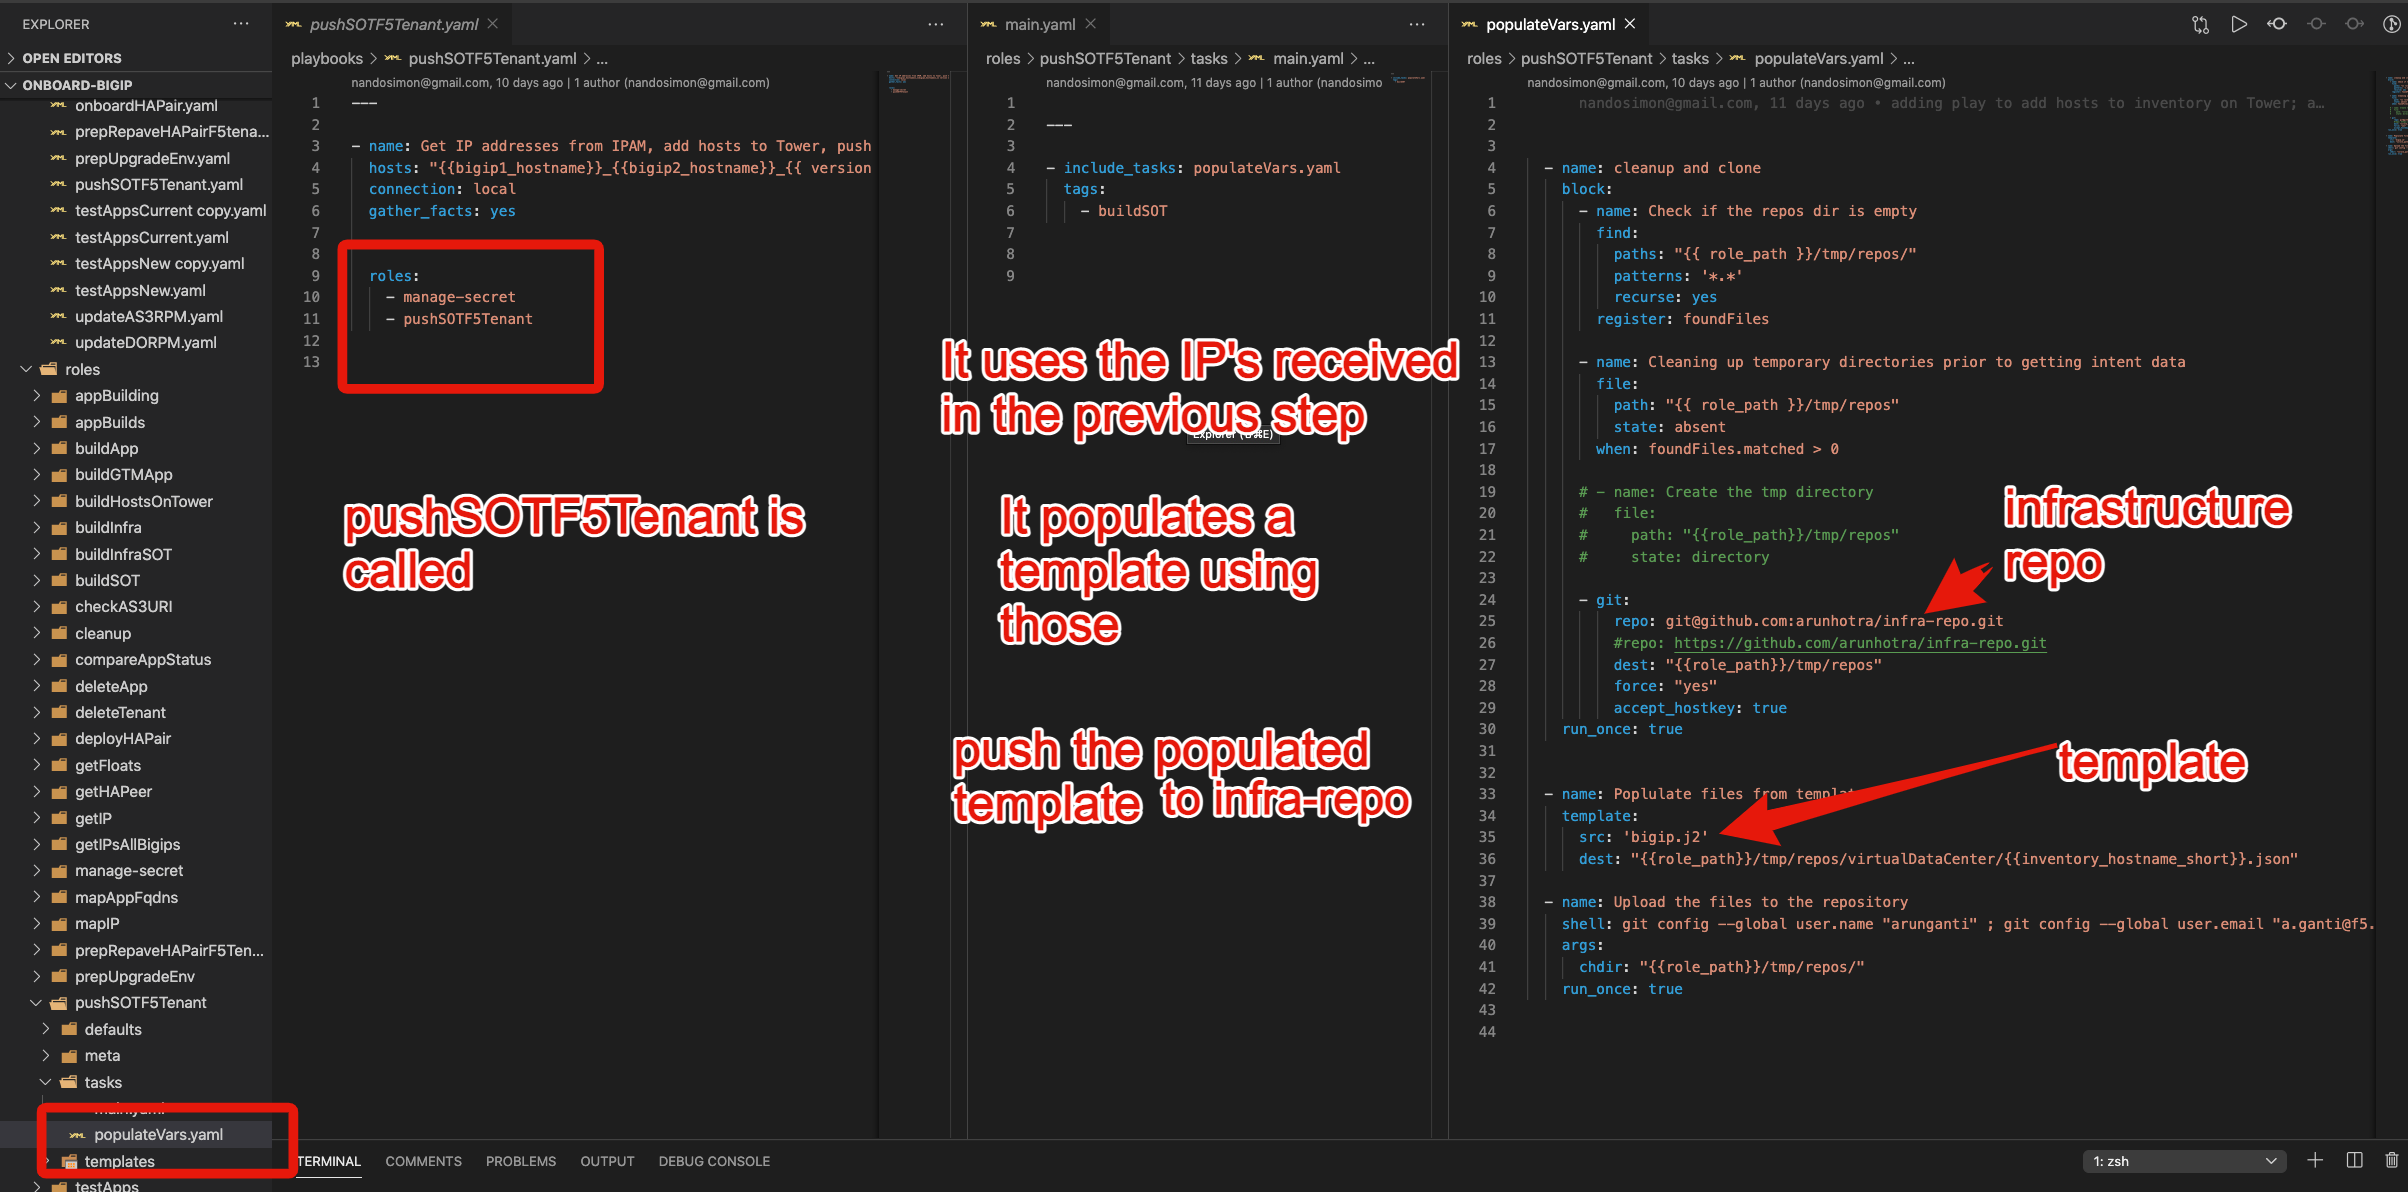 EXPLORER
OPEN EDITORS
ONBOARD-BIGIP
onboardHAPair.yaml
prepRepaveHAPairF5tena...
prepUpgradeEnv.yaml
pushSOTF5Tenant.yaml
testAppsCurrent copy.yaml
testAppsCurrent.yaml
testAppsNew copy.yaml
testAppsNew.yaml
updateAS3RPM.yaml
updateDORPM.yaml
roles
appBuilding
appBuilds
buildApp
buildGTMApp
buildHostsOnTower
buildInfra
buildInfraSOT
buildSOT
checkAS3URI
cleanup
compareAppStatus
deleteApp
deleteTenant
deployHAPair
getFloats
getHAPeer
getIP
getIPsAllBigips
manage-secret
mapAppFqdns
mapIP
prepRepaveHAPairF5Ten...
prepUpgradeEnv
pushSOTF5Tenant
defaults
meta
tasks
main.yaml
populateVars.yaml
templates
testApps
pushSOTF5Tenant.yaml
playbooks > pushSOTF5Tenant.yaml > ...
nandosimon@gmail.com, 10 days ago | 1 author (nandosimon@gmail.com)
1 ---
2
3 - name: Get IP addresses from IPAM, add hosts to Tower, push
4 hosts: "{{bigip1_hostname}}_{{bigip2_hostname}}_{{ version
5 connection: local
6 gather_facts: yes
7
8
9 roles:
10 - manage-secret
11 - pushSOTF5Tenant
12
13
pushSOTF5Tenant is
called
main.yaml
roles > pushSOTF5Tenant > tasks > main.yaml > ...
nandosimon@gmail.com, 11 days ago | 1 author (nandosimo
1
2 ---
3
4 - include_tasks: populateVars.yaml
5 tags:
6 - buildSOT
7
8
9
It uses the IP's received
in the previous step
Explorer (⇧⌘E)
It populates a
template using
those
push the populated
template to infra-repo
populateVars.yaml
roles > pushSOTF5Tenant > tasks > populateVars.yaml > ...
nandosimon@gmail.com, 10 days ago | 1 author (nandosimon@gmail.com)
1 nandosimon@gmail.com, 11 days ago • adding play to add hosts to inventory on Tower; a…
2
3
4 - name: cleanup and clone
5 block:
6 - name: Check if the repos dir is empty
7 find:
8 paths: "{{ role_path }}/tmp/repos/"
9 patterns: '*.*'
10 recurse: yes
11 register: foundFiles
12
13 - name: Cleaning up temporary directories prior to getting intent data
14 file:
15 path: "{{ role_path }}/tmp/repos"
16 state: absent
17 when: foundFiles.matched > 0
18
19 # - name: Create the tmp directory
20 # file:
21 # path: "{{role_path}}/tmp/repos"
22 # state: directory
23
24 - git:
25 repo: git@github.com:arunhotra/infra-repo.git
26 #repo: https://github.com/arunhotra/infra-repo.git
27 dest: "{{role_path}}/tmp/repos"
28 force: "yes"
29 accept_hostkey: true
30 run_once: true
31
32
33 - name: Poplulate files from templat
34 template:
35 src: 'bigip.j2'
36 dest: "{{role_path}}/tmp/repos/virtualDataCenter/{{inventory_hostname_short}}.json"
37
38 - name: Upload the files to the repository
39 shell: git config --global user.name "arunganti" ; git config --global user.email "a.ganti@f5.
40 args:
41 chdir: "{{role_path}}/tmp/repos/"
42 run_once: true
43
44
infrastructure
repo
template
TERMINAL COMMENTS PROBLEMS OUTPUT DEBUG CONSOLE
1: zsh